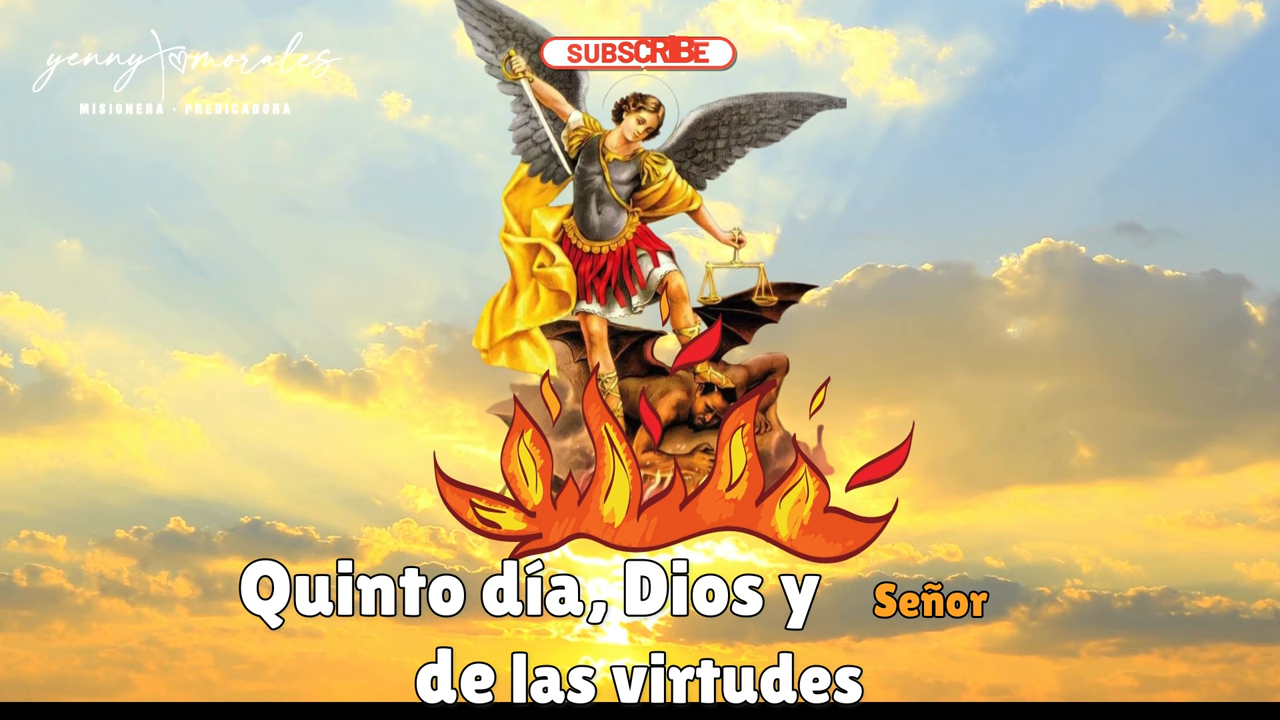 yenny morales
MISIONERA - PREDICADORA
SUBSCRIBE
Quinto día, Dios y Señor
de las virtudes